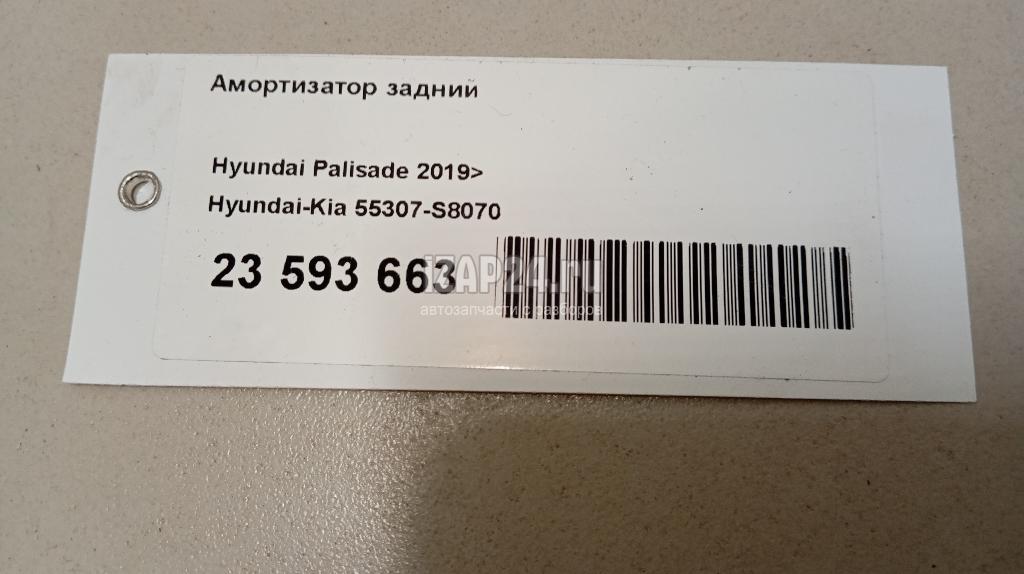 Амортизатор задний
Hyundai Palisade 2019>
Hyundai-Kia 55307-S8070
23 593 663
iZAP24.ru
автозапчасти с разборов